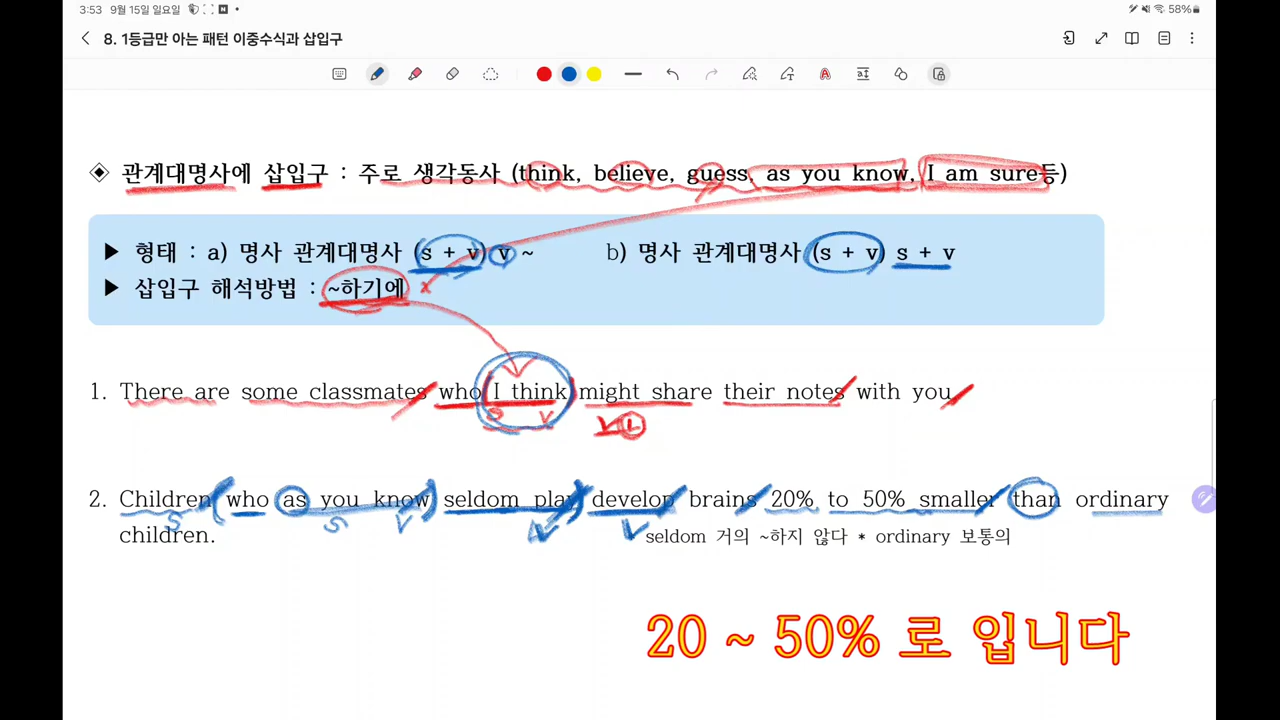 3:53 9월 15일 일요일
58%
8. 1등급만 아는 패턴 이중수식과 삽입구
◈ 관계대명사에 삽입구 : 주로 생각동사 (think, believe, guess, as you know, I am sure등)
▶ 형태 : a) 명사 관계대명사 (s + v) v ~ b) 명사 관계대명사 (s + v) s + v
▶ 삽입구 해석방법 : ~하기에 x
1. There are some classmates who I think might share their notes with you
S V
V
2. Children who as you know seldom play develop brains 20% to 50% smaller than ordinary
S S V V V
children.
seldom 거의 ~하지 않다 * ordinary 보통의
20 ~ 50% 로 입니다